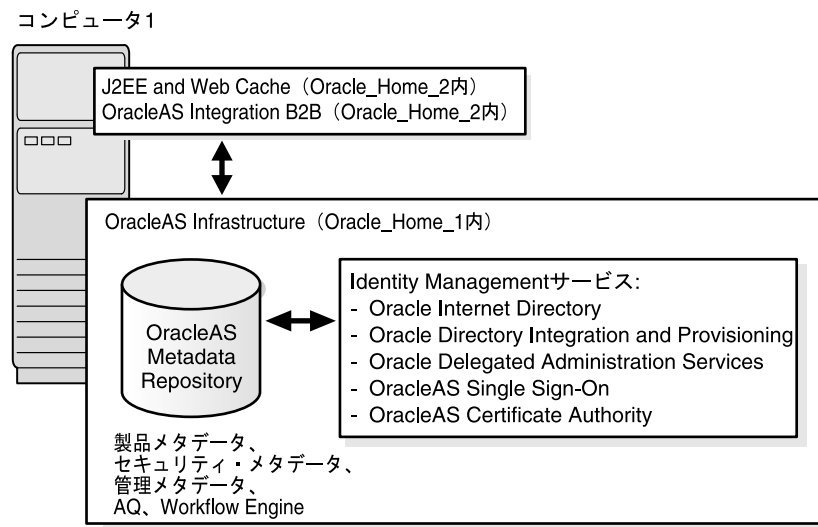 コンピュータ1
J2EE and Web Cache（Oracle_Home_2内）
OracleAS Integration B2B（Oracle_Home_2内）
OracleAS Infrastructure（Oracle_Home_1内）
OracleAS
Metadata
Repository
製品メタデータ、
セキュリティ・メタデータ、
管理メタデータ、
AQ、Workflow Engine
Identity Managementサービス:
- Oracle Internet Directory
- Oracle Directory Integration and Provisioning
- Oracle Delegated Administration Services
- OracleAS Single Sign-On
- OracleAS Certificate Authority